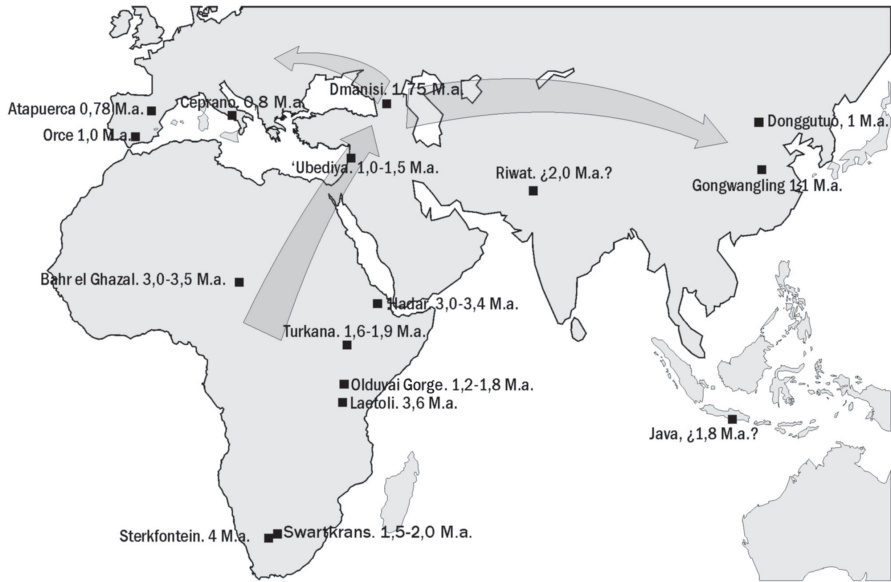 Dmanisi. 1,75 M.a.
Ceprano. 0,8 M.a.
Atapuerca 0,78 M.a.
Donggutuo, 1 M.a.
Orce 1,0 M.a.
'Ubediya. 1,0-1,5 M.a.
Riwat. ¿2,0 M.a.?
Gongwangling 1,1 M.a.
Bahr el Ghazal. 3,0-3,5 M.a.
Hadar. 3,0-3,4 M.a.
Turkana. 1,6-1,9 M.a.
Olduvai Gorge. 1,2-1,8 M.a.
Laetoli. 3,6 M.a.
Java, ¿1,8 M.a.?
Sterkfontein. 4 M.a.
Swartkrans. 1,5-2,0 M.a.